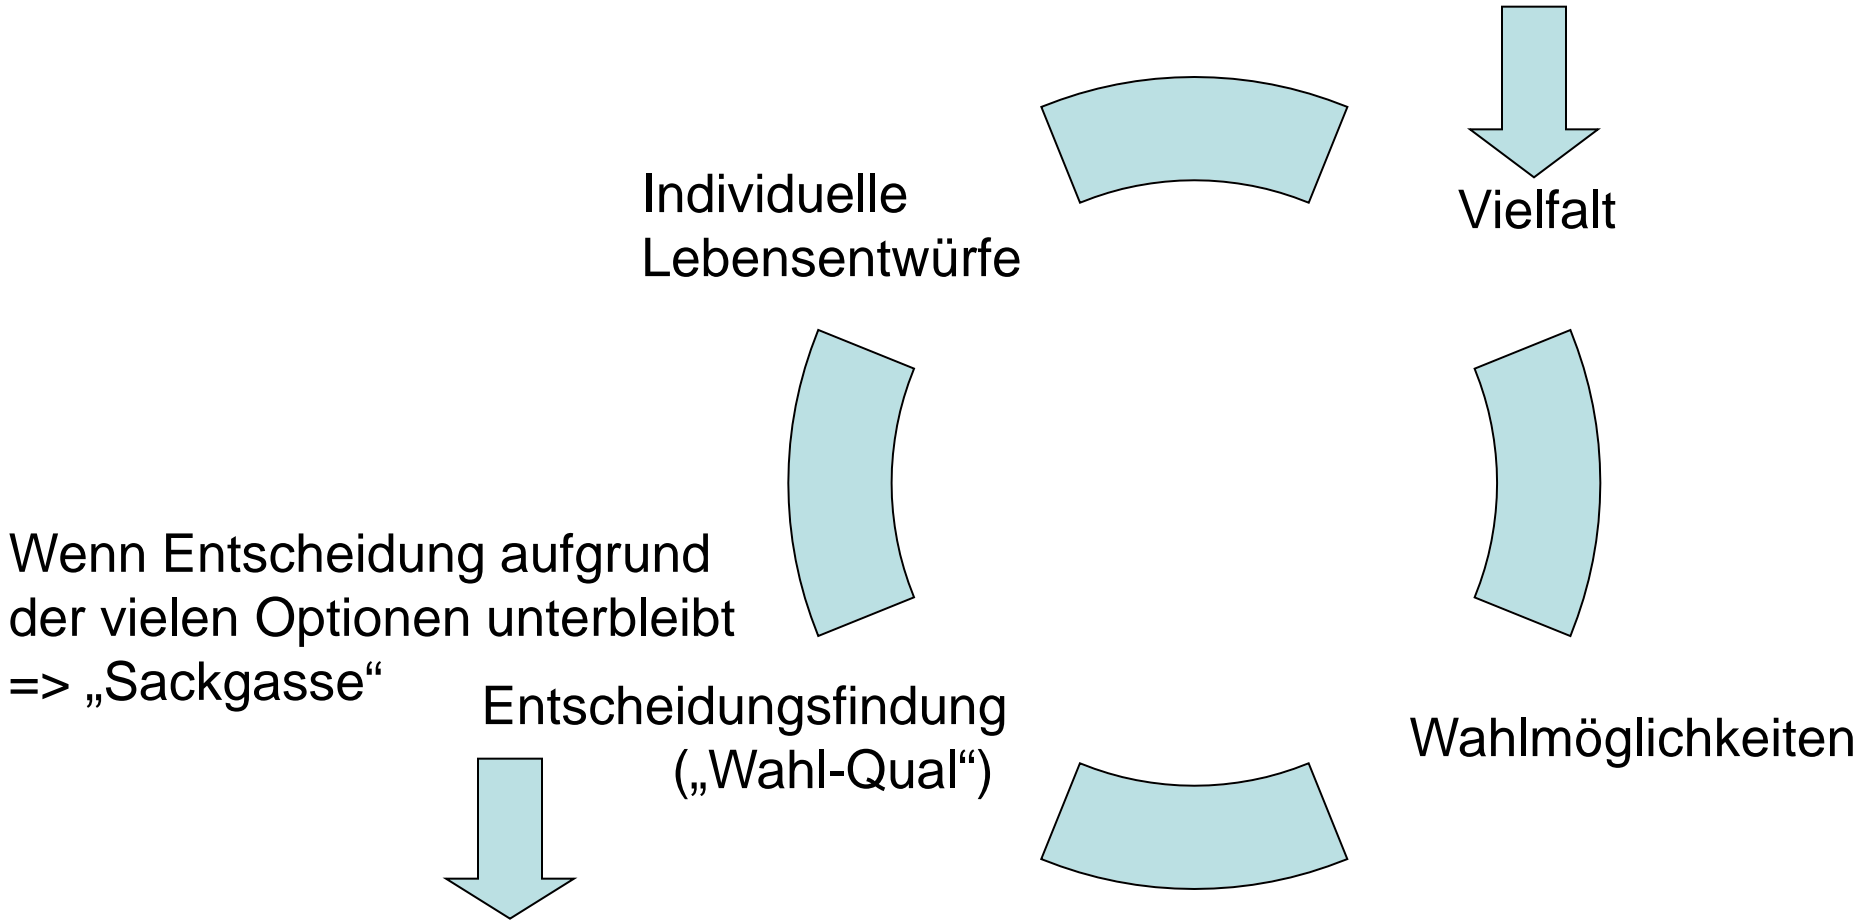 Individuelle
Lebensentwürfe
Vielfalt
Wenn Entscheidung aufgrund
der vielen Optionen unterbleibt
=> „Sackgasse“
Entscheidungsfindung
(„Wahl-Qual“)
Wahlmöglichkeiten